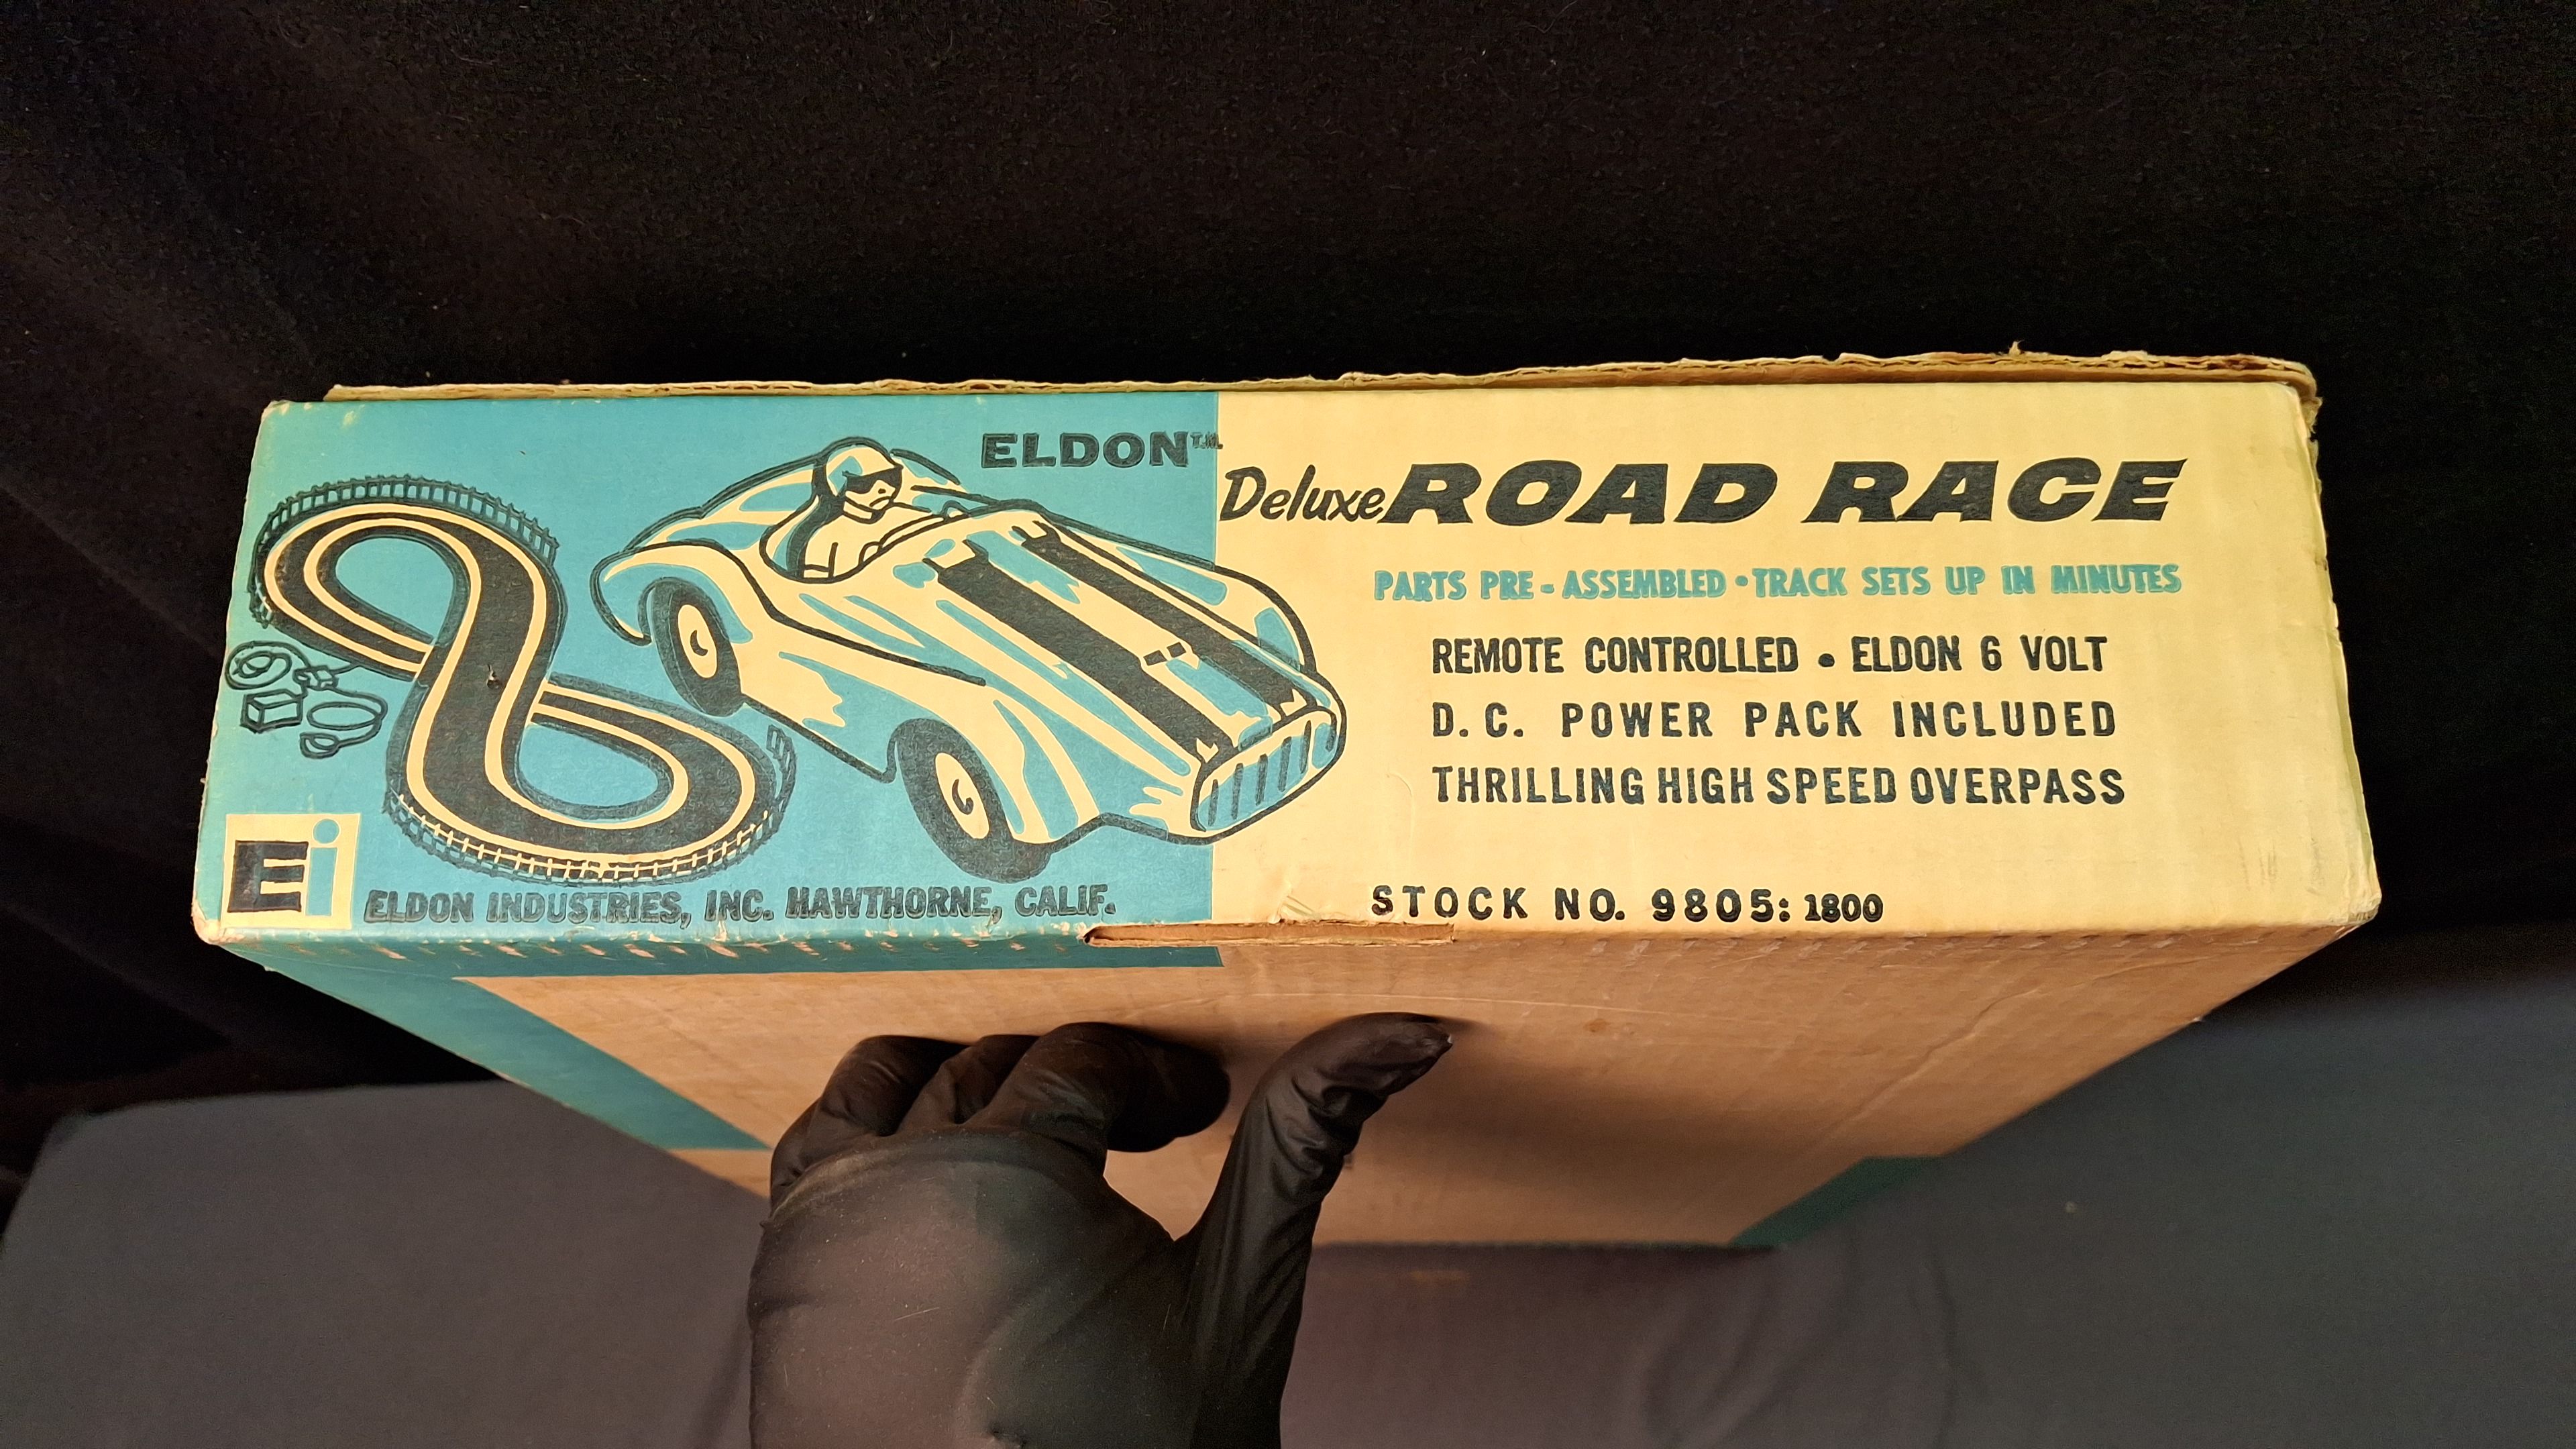 ELDON T.M.
Deluxe ROAD RACE
PARTS PRE-ASSEMBLED • TRACK SETS UP IN MINUTES
REMOTE CONTROLLED • ELDON 6 VOLT
D.C. POWER PACK INCLUDED
THRILLING HIGH SPEED OVERPASS
Ei
ELDON INDUSTRIES, INC. HAWTHORNE, CALIF.
STOCK NO. 9805: 1800